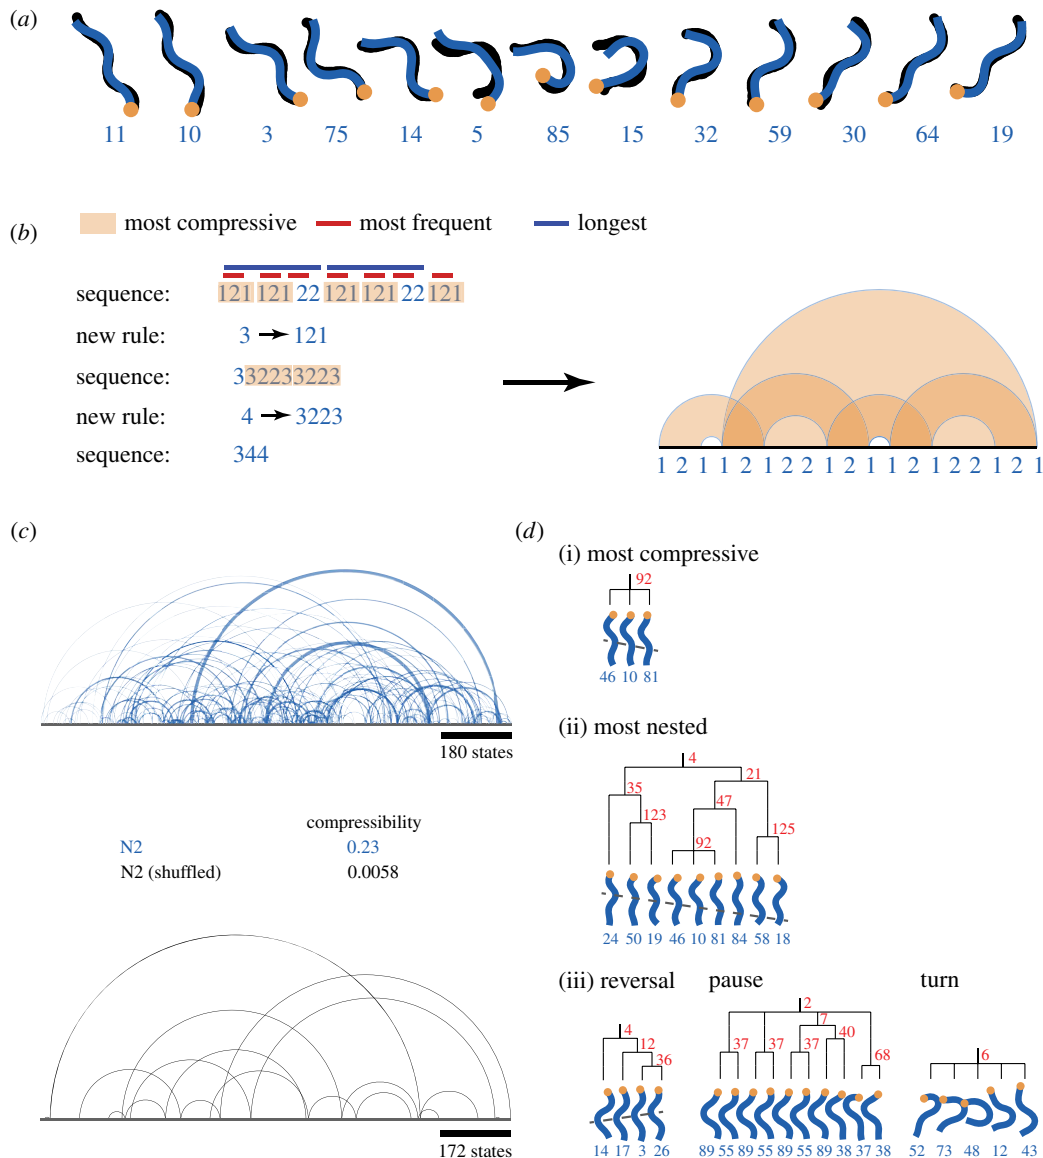 (a)
11 10 3 75 14 5 85 15 32 59 30 64 19
most compressive most frequent longest
(b)
sequence: 121 121 22 121 121 22 121
new rule: 3 → 121
sequence: 332233223
new rule: 4 → 3223
sequence: 344
1 2 1 1 2 1 2 2 1 2 1 1 2 1 2 2 1 2 1
(c)
180 states
compressibility
N2 0.23
N2 (shuffled) 0.0058
172 states
(d)
(i) most compressive
92
46 10 81
(ii) most nested
4
21
35
47
123
125
92
24 50 19 46 10 81 84 58 18
(iii) reversal pause turn
4
12
36
14 17 3 26
2
7
40
37 37 37
68
89 55 89 55 89 55 89 38 37 38
6
52 73 48 12 43